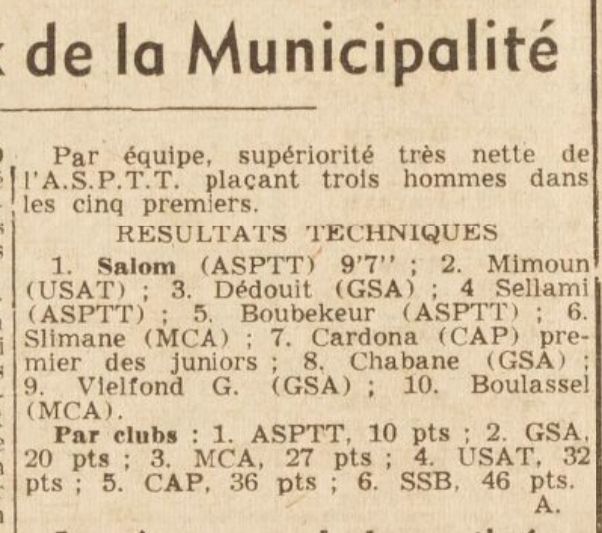 de la Municipalité
Par équipe, supériorité très nette de
l'A.S.P.T.T. plaçant trois hommes dans
les cinq premiers.
RESULTATS TECHNIQUES
1. Salom (ASPTT) 9'7'' ; 2. Mimoun
(USAT) ; 3. Dédouit (GSA) ; 4 Sellami
(ASPTT) ; 5. Boubekeur (ASPTT) ; 6.
Slimane (MCA) ; 7. Cardona (CAP) pre-
mier des juniors ; 8. Chabane (GSA) ;
9. Vielfond G. (GSA) ; 10. Boulassel
(MCA).
Par clubs : 1. ASPTT, 10 pts ; 2. GSA,
20 pts ; 3. MCA, 27 pts ; 4. USAT, 32
pts ; 5. CAP, 36 pts ; 6. SSB, 46 pts.
A.